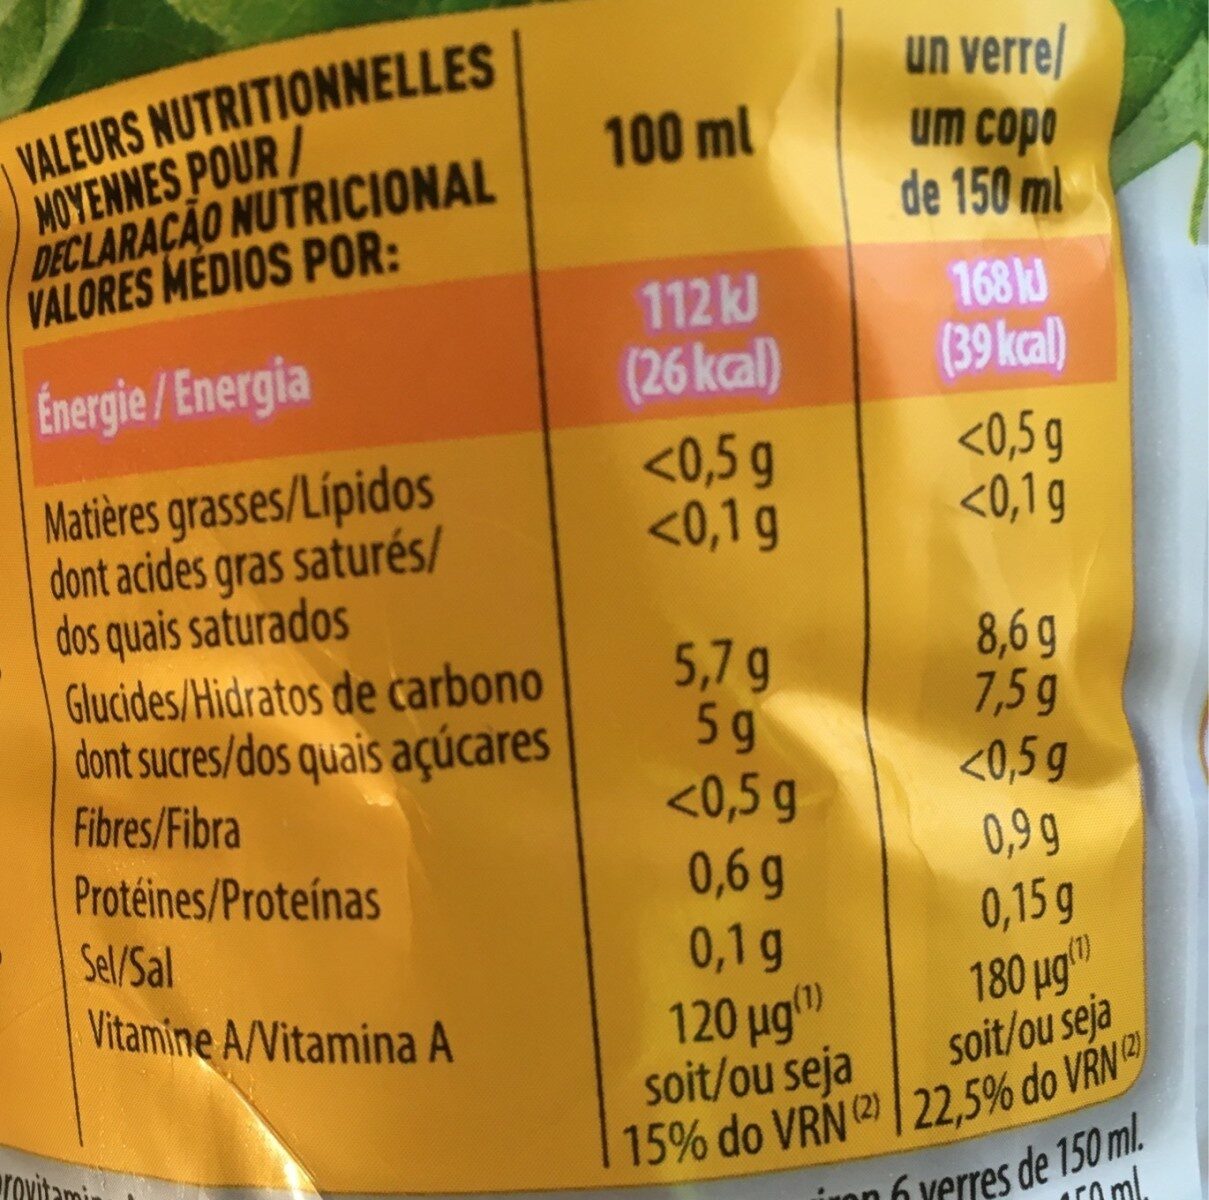 VALEURS NUTRITIONNELLES
MOYENNES POUR /
DECLARAÇÃO NUTRICIONAL
VALORES MÉDIOS POR:
100 ml
un verre/
um copo
de 150 ml
Énergie / Energia
112 kJ
(26 kcal)
168 kJ
(39 kcal)
Matières grasses/Lípidos <0,5 g <0,5 g
dont acides gras saturés/ <0,1 g <0,1 g
dos quais saturados
Glucides/Hidratos de carbono 5,7 g 8,6 g
dont sucres/dos quais açúcares 5 g 7,5 g
Fibres/Fibra <0,5 g <0,5 g
Protéines/Proteínas 0,6 g 0,9 g
Sel/Sal 0,1 g 0,15 g
Vitamine A/Vitamina A 120 µg(1) 180 µg(1)
soit/ou seja soit/ou seja
15% do VRN (2) 22,5% do VRN (2)
6 verres de 150 ml.
ml